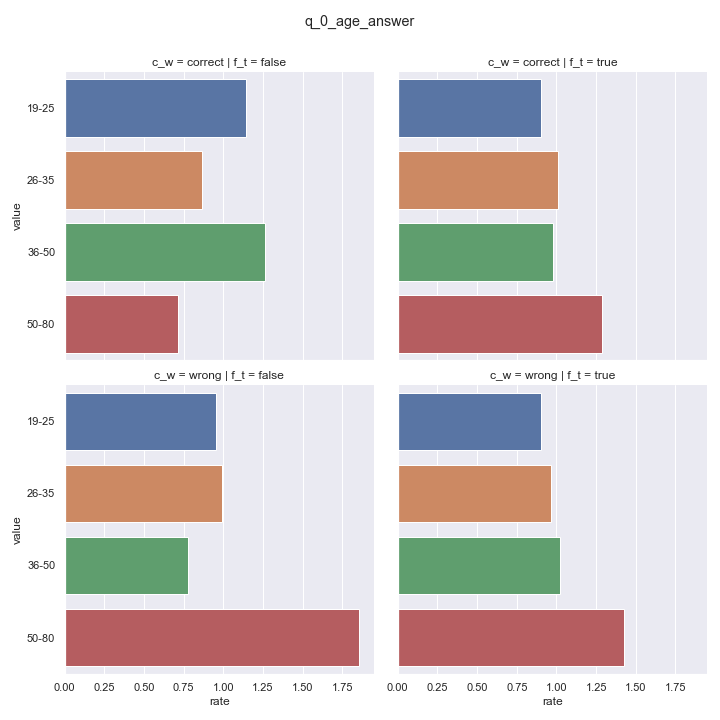 q_0_age_answer
c_w = correct | f_t = false
c_w = correct | f_t = true
value
19-25
26-35
36-50
50-80
c_w = wrong | f_t = false
c_w = wrong | f_t = true
value
19-25
26-35
36-50
50-80
0.00 0.25 0.50 0.75 1.00 1.25 1.50 1.75
rate
0.00 0.25 0.50 0.75 1.00 1.25 1.50 1.75
rate